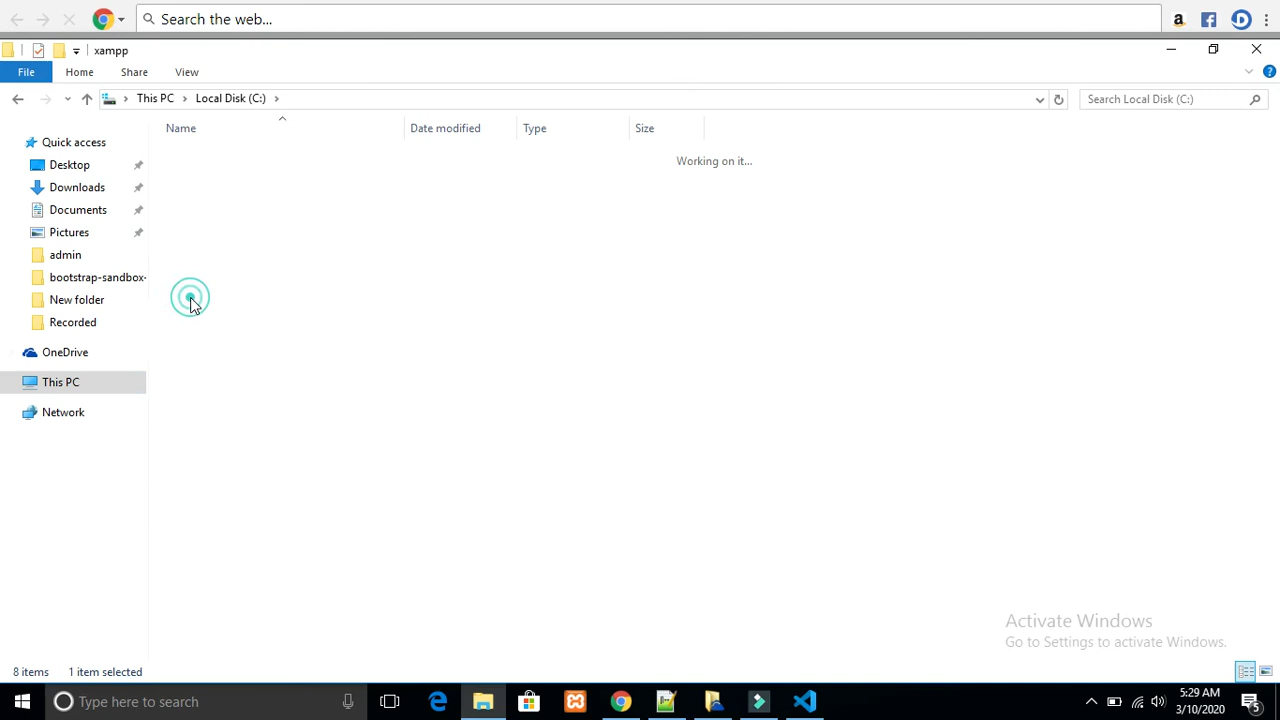 Search the web...
xampp
File Home Share View
This PC Local Disk (C:) Search Local Disk (C:)
Name Date modified Type Size
Working on it...
Quick access
Desktop
Downloads
Documents
Pictures
admin
bootstrap-sandbox-
New folder
Recorded
OneDrive
This PC
Network
Activate Windows
Go to Settings to activate Windows.
8 items 1 item selected
Type here to search
5:29 AM
3/10/2020
5